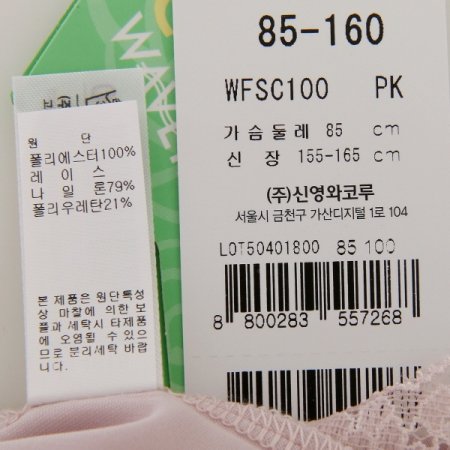 WAVE
원 단
폴리에스터100%
레 이 스
나 일 론79%
폴리우레탄21%
본 제품은 원단특성
상 마찰에 의한 보
풀과 세탁시 타제품
에 오염될 수 있으
므로 분리세탁 바랍
니다.
85-160
WFSC100 PK
가슴둘레 85 cm
신 장 155-165 cm
(주)신영와코루
서울시 금천구 가산디지털 1로 104
LOT50401800 85 100
8 800283 557268